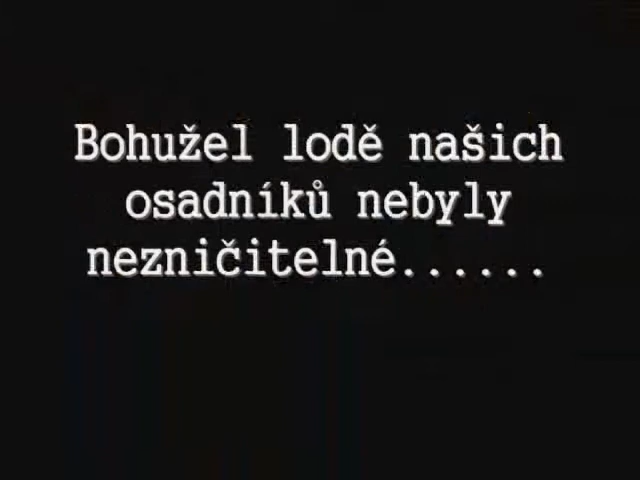 Bohužel lodě našich
osadníků nebyly
nezničitelné......